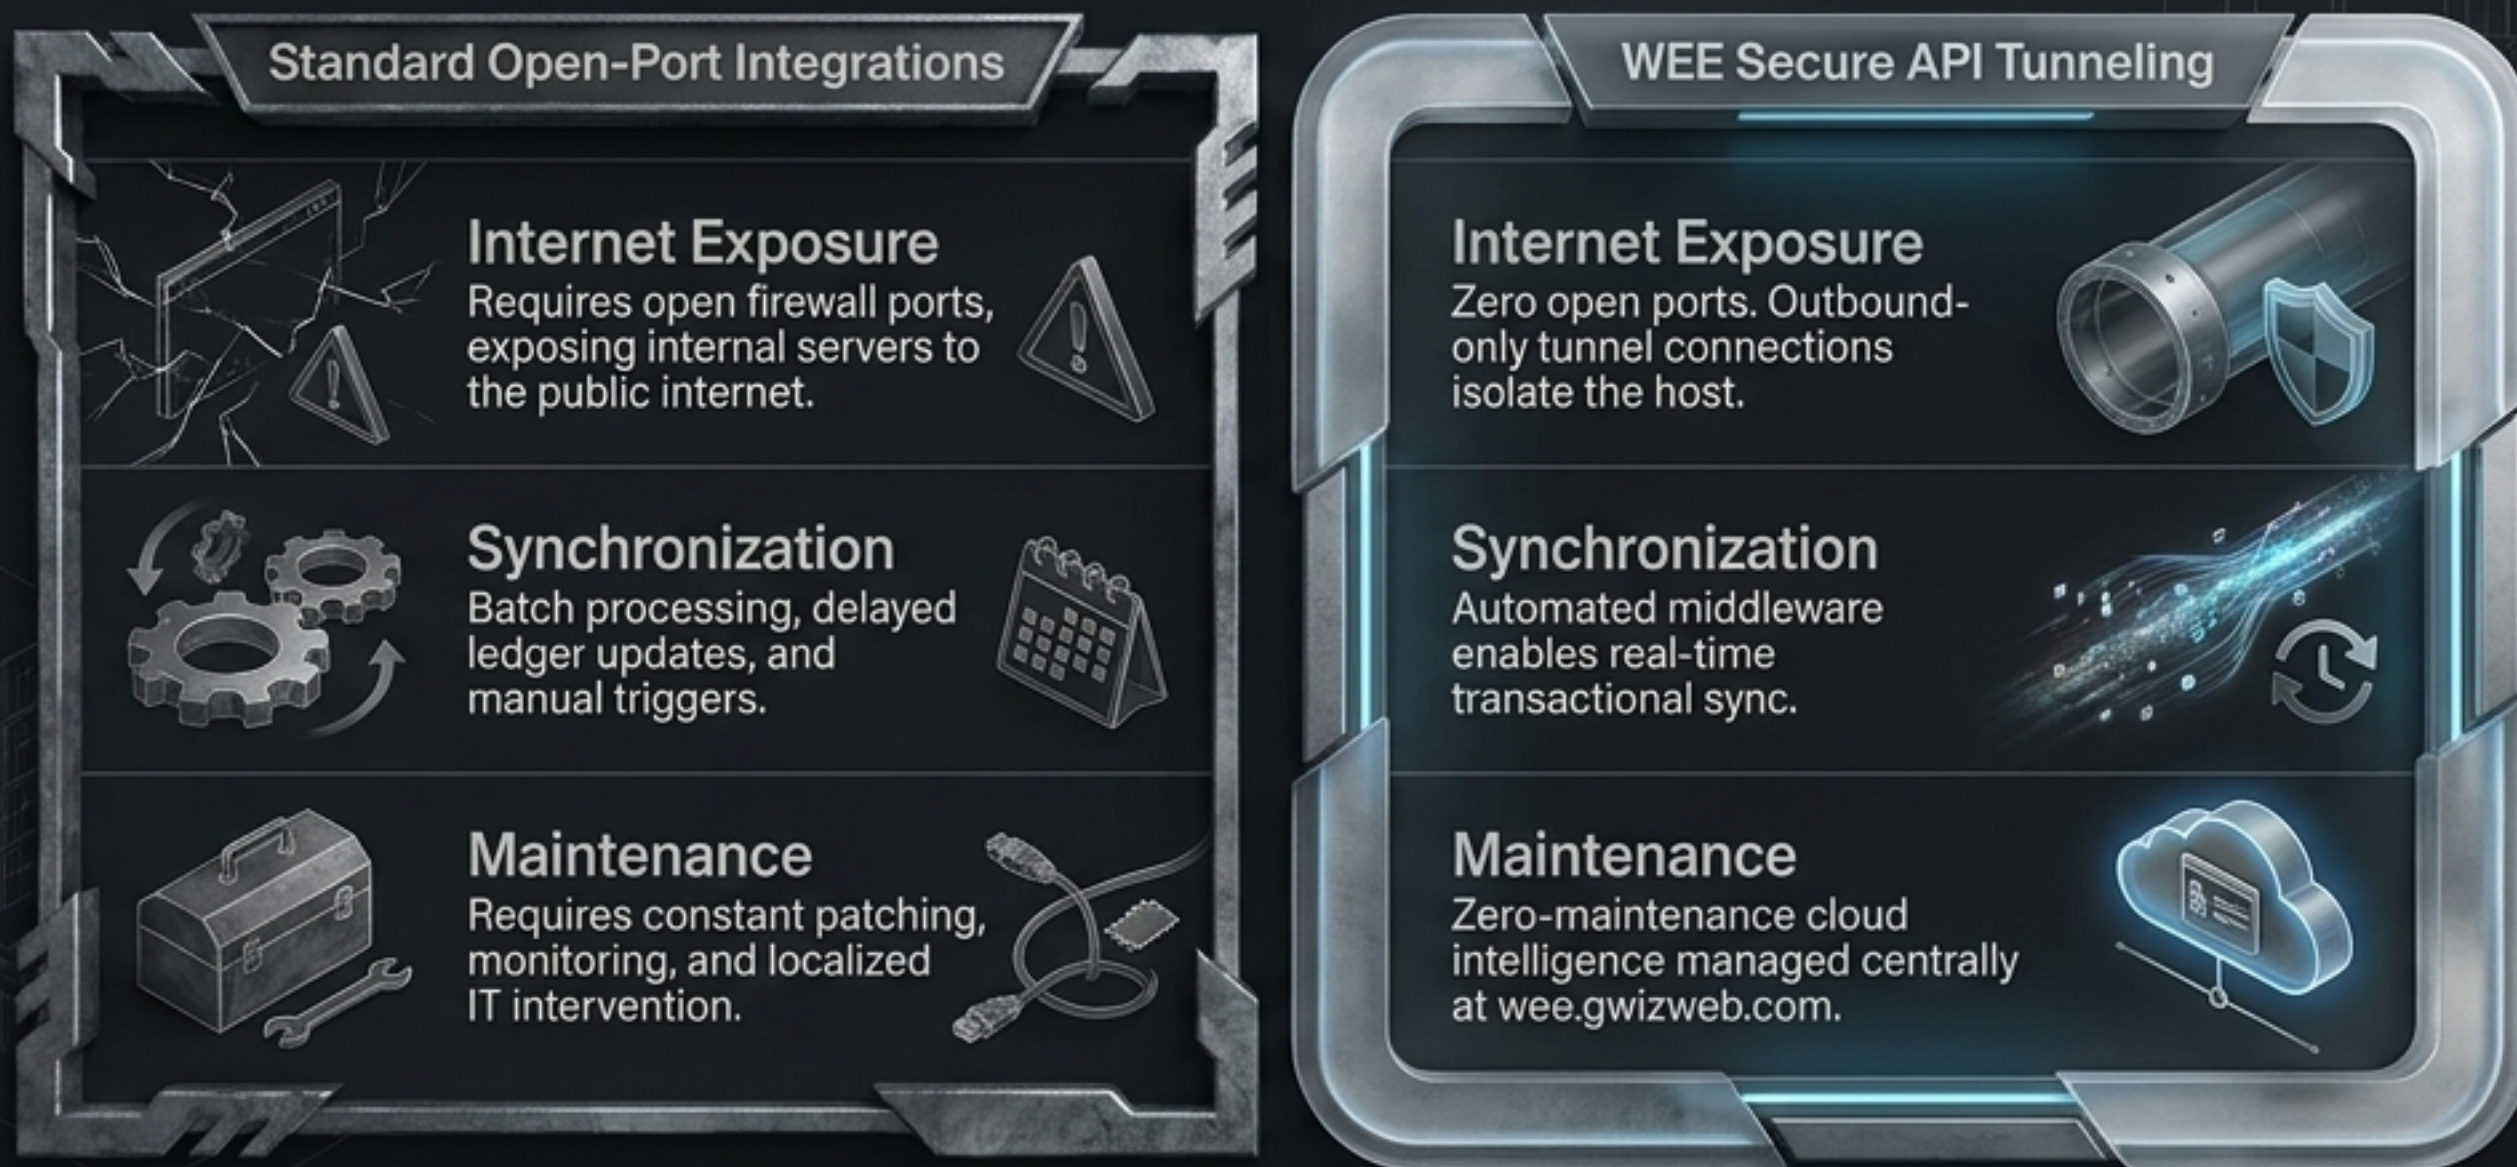 Standard Open-Port Integrations
Internet Exposure
Requires open firewall ports,
exposing internal servers to
the public internet.
Synchronization
Batch processing, delayed
ledger updates, and
manual triggers.
Maintenance
Requires constant patching,
monitoring, and localized
IT intervention.
WEE Secure API Tunneling
Internet Exposure
Zero open ports. Outbound-
only tunnel connections
isolate the host.
Synchronization
Automated middleware
enables real-time
transactional sync.
Maintenance
Zero-maintenance cloud
intelligence managed centrally
at wee.gwizweb.com.